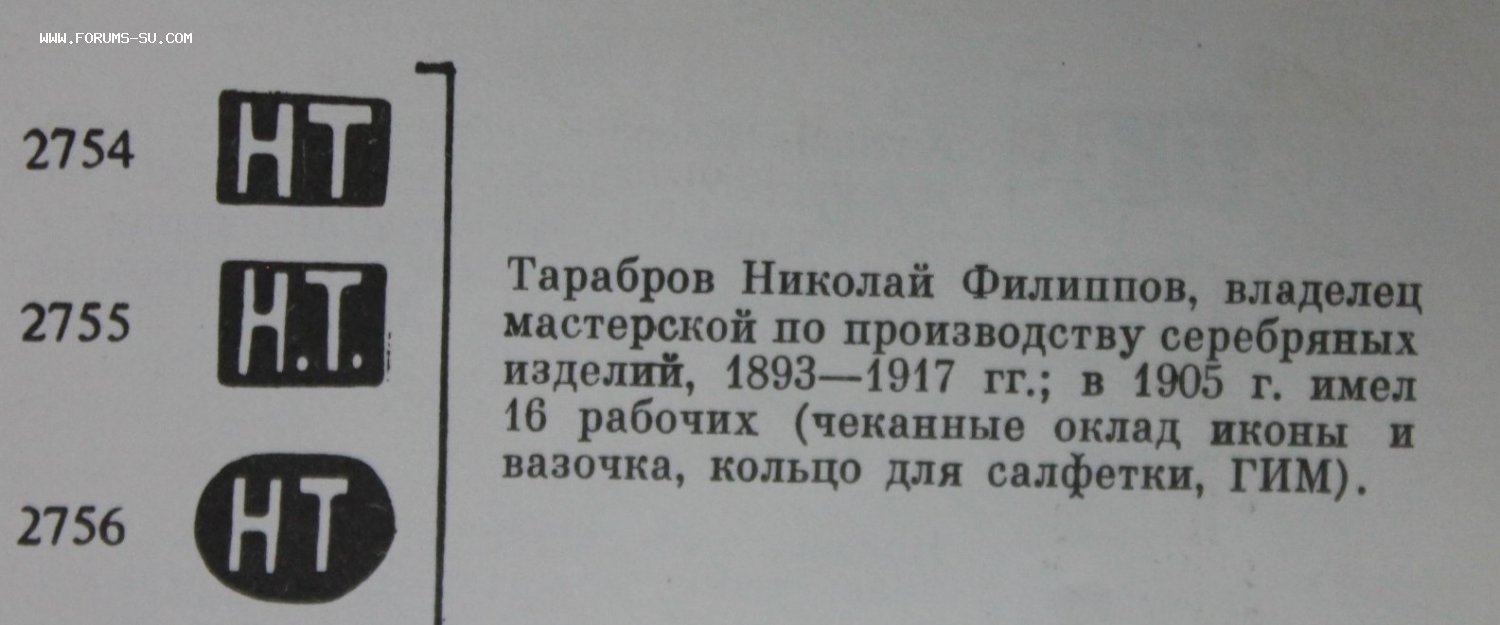 WWW.FORUMS-SU.COM
2754 НТ
2755 Н.Т.
2756 НТ
Тарабров Николай Филиппов, владелец
мастерской по производству серебряных
изделий, 1893—1917 гг.; в 1905 г. имел
16 рабочих (чеканные оклад иконы и
вазочка, кольцо для салфетки, ГИМ).